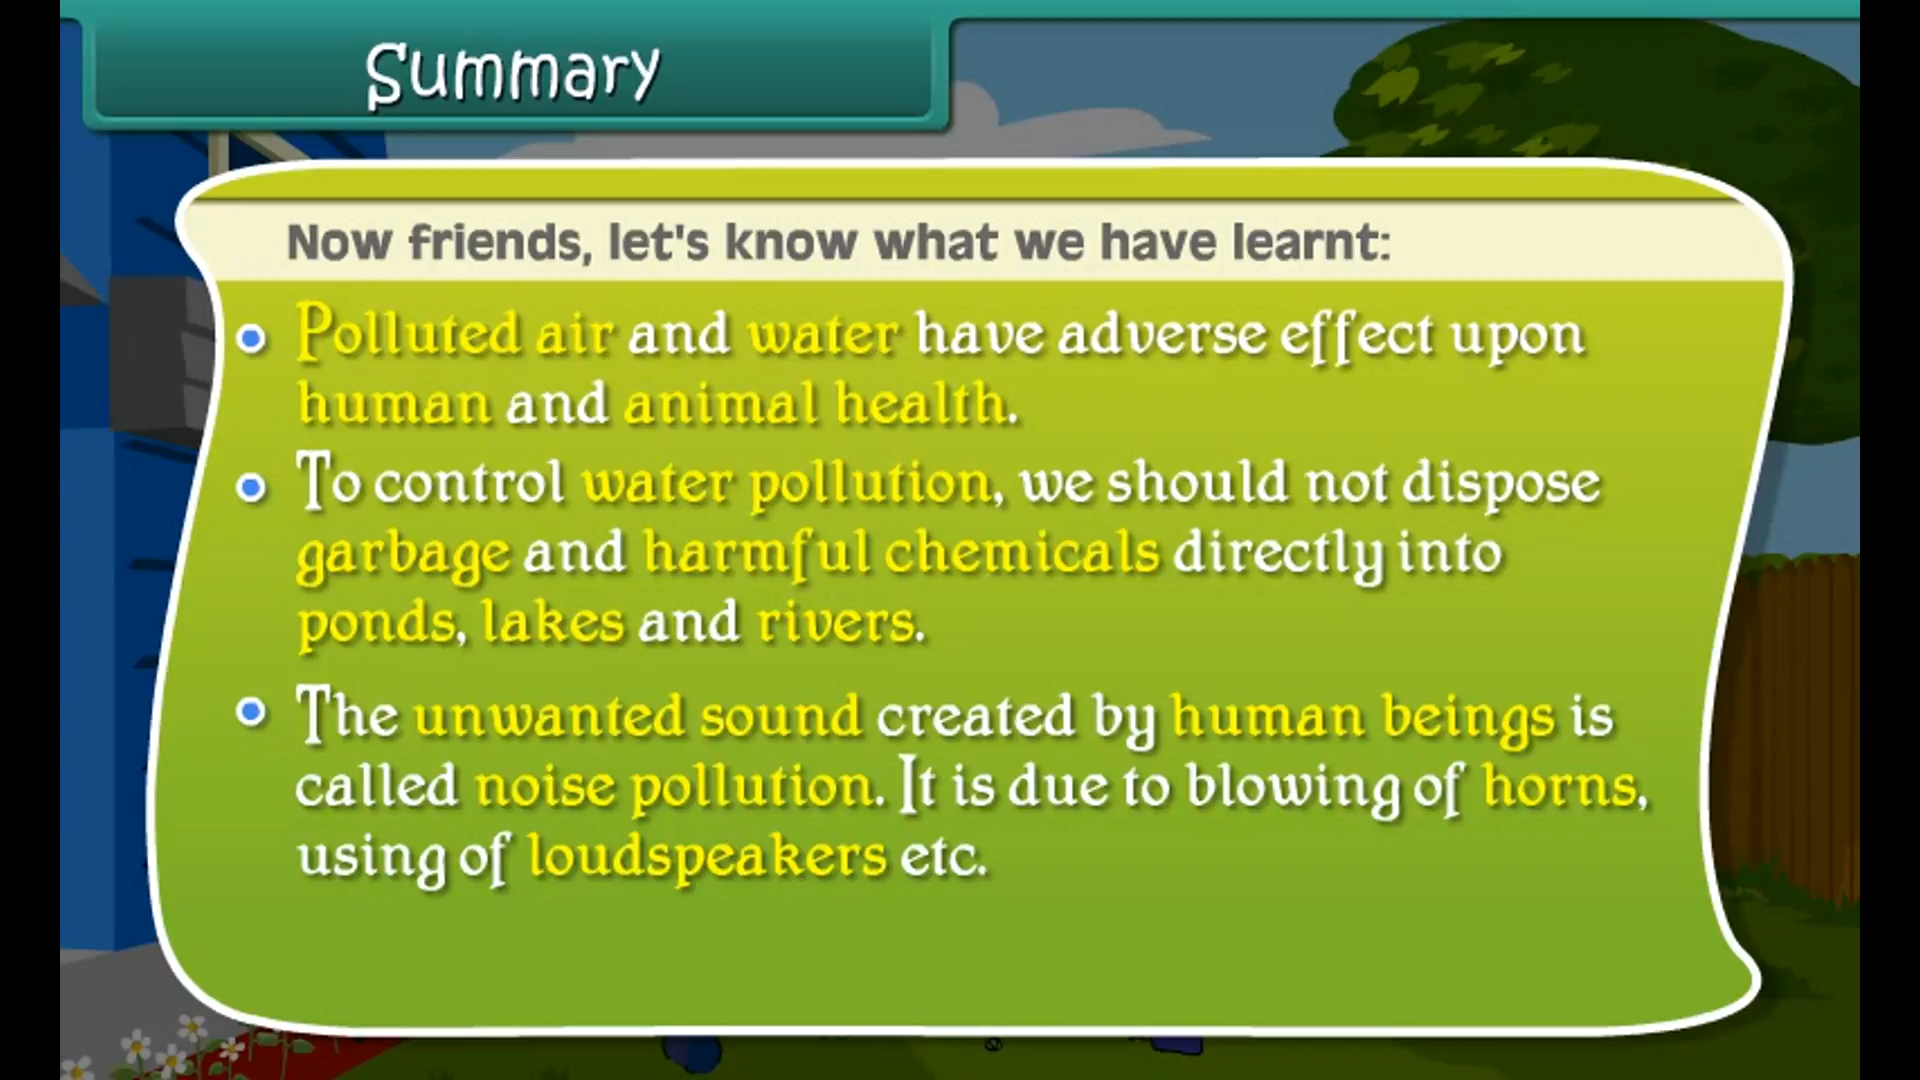 Summary
Now friends, let's know what we have learnt:
Polluted air and water have adverse effect upon
human and animal health.
To control water pollution, we should not dispose
garbage and harmful chemicals directly into
ponds, lakes and rivers.
The unwanted sound created by human beings is
called noise pollution. It is due to blowing of horns,
using of loudspeakers etc.